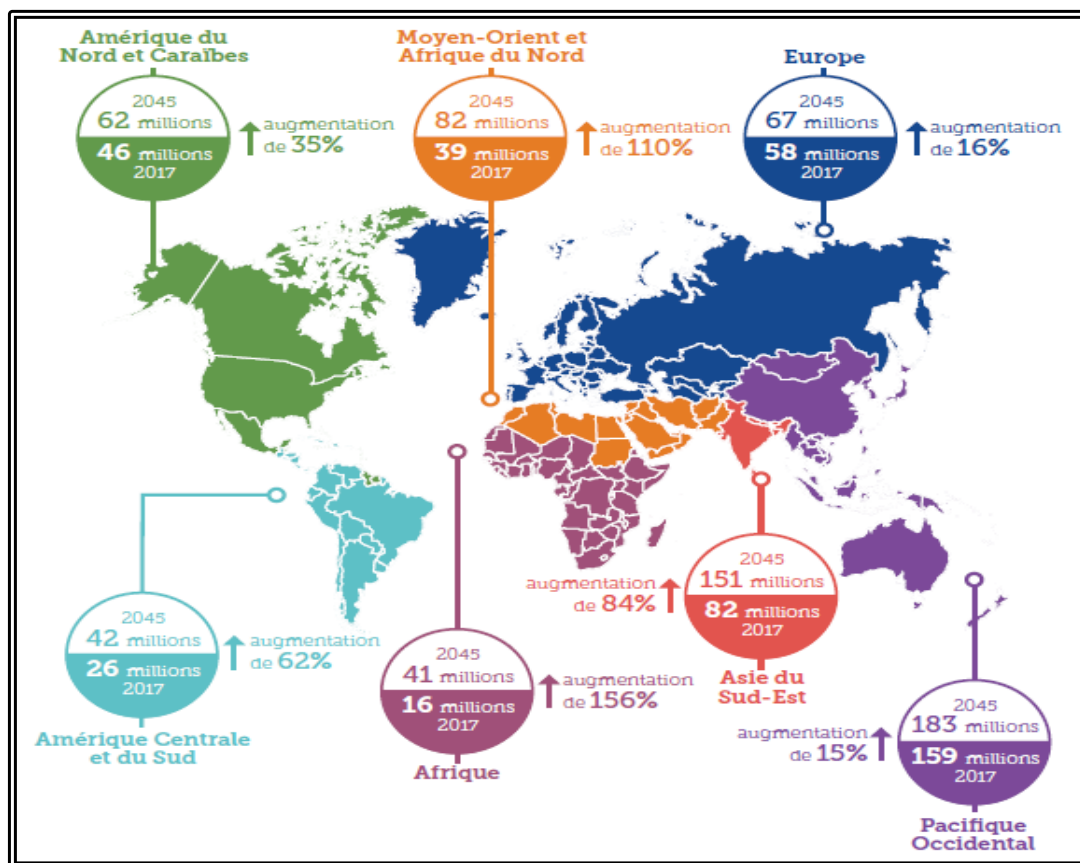 Amérique du
Nord et Caraïbes
2045
62 millions
46 millions
2017
augmentation
de 35%
Moyen-Orient et
Afrique du Nord
2045
82 millions
39 millions
2017
augmentation
de 110%
Europe
2045
67 millions
58 millions
2017
augmentation
de 16%
2045
42 millions
26 millions
2017
augmentation
de 62%
Amérique Centrale
et du Sud
2045
41 millions
16 millions
2017
augmentation
de 156%
Afrique
augmentation
de 84%
2045
151 millions
82 millions
2017
Asie du
Sud-Est
augmentation
de 15%
2045
183 millions
159 millions
2017
Pacifique
Occidental